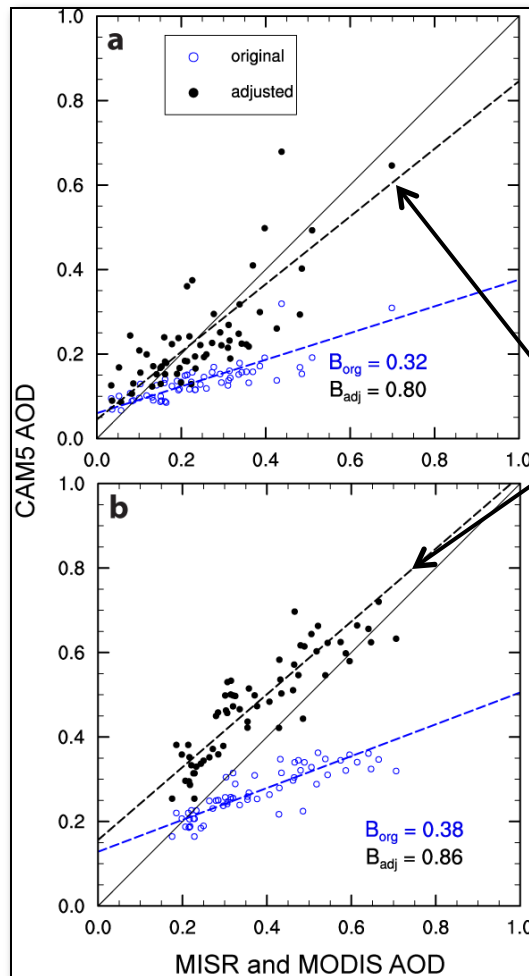 a
original
adjusted
1.0
0.8
0.6
0.4
0.2
0.0
B_org = 0.32
B_adj = 0.80
0.0 0.2 0.4 0.6 0.8 1.0
CAM5 AOD
b
1.0
0.8
0.6
0.4
0.2
0.0
B_org = 0.38
B_adj = 0.86
0.0 0.2 0.4 0.6 0.8 1.0
MISR and MODIS AOD